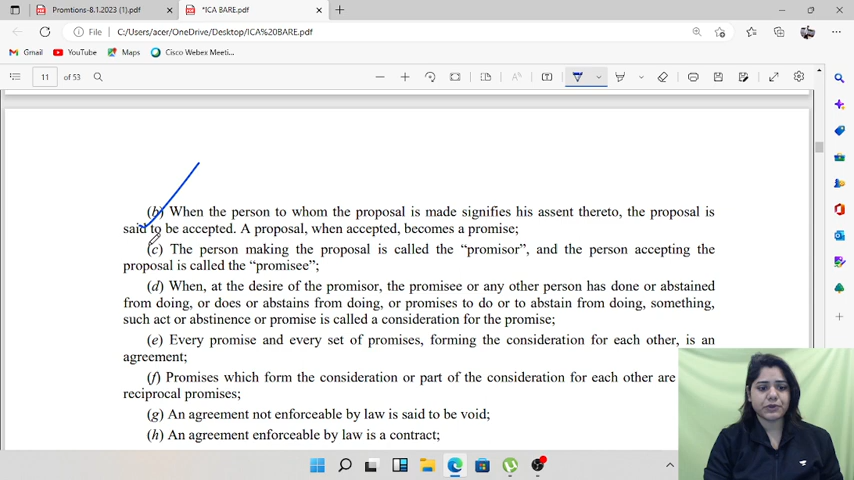 Promtions-8.1.2023 (1).pdf
*ICA BARE.pdf
File
C:/Users/acer/OneDrive/Desktop/ICA%20BARE.pdf
Gmail
YouTube
Maps
Cisco Webex Meeti...
11 of 53
(b) When the person to whom the proposal is made signifies his assent thereto, the proposal is
said to be accepted. A proposal, when accepted, becomes a promise;
(c) The person making the proposal is called the “promisor”, and the person accepting the
proposal is called the “promisee”;
(d) When, at the desire of the promisor, the promisee or any other person has done or abstained
from doing, or does or abstains from doing, or promises to do or to abstain from doing, something,
such act or abstinence or promise is called a consideration for the promise;
(e) Every promise and every set of promises, forming the consideration for each other, is an
agreement;
(f) Promises which form the consideration or part of the consideration for each other are
reciprocal promises;
(g) An agreement not enforceable by law is said to be void;
(h) An agreement enforceable by law is a contract;